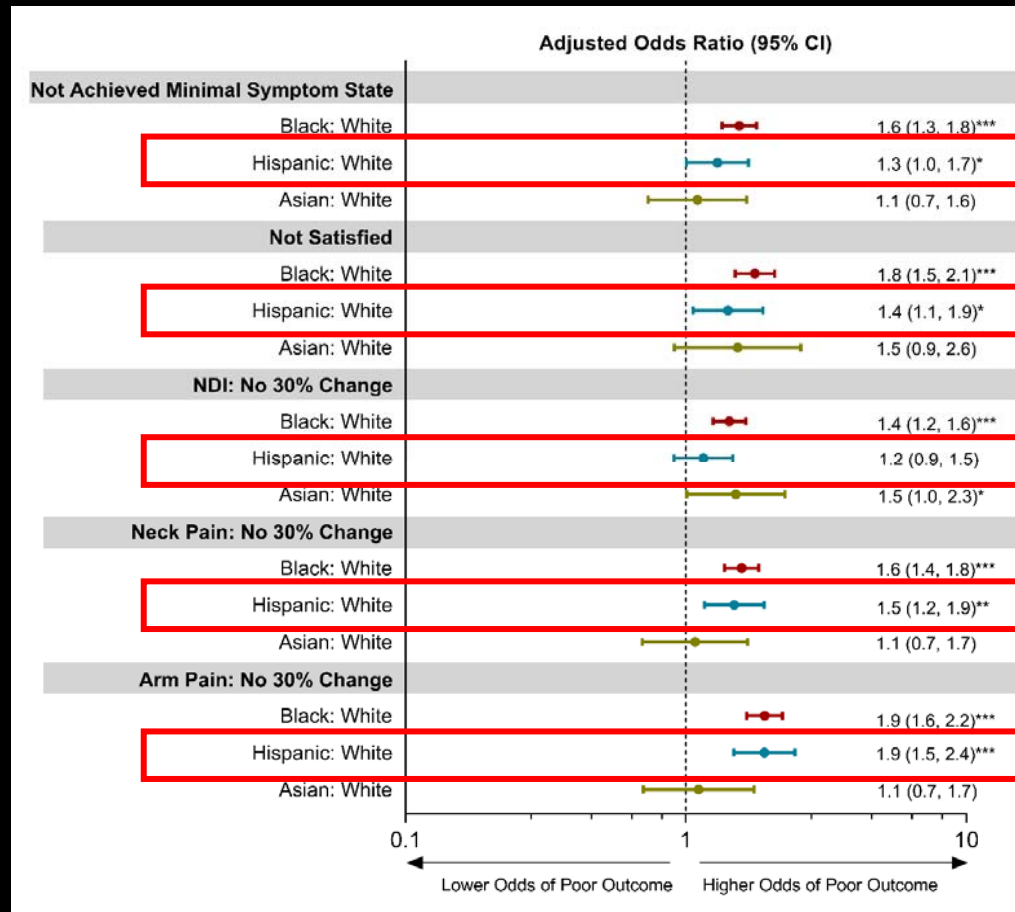 Adjusted Odds Ratio (95% CI)
Not Achieved Minimal Symptom State
Black: White 1.6 (1.3, 1.8)***
Hispanic: White 1.3 (1.0, 1.7)*
Asian: White 1.1 (0.7, 1.6)
Not Satisfied
Black: White 1.8 (1.5, 2.1)***
Hispanic: White 1.4 (1.1, 1.9)*
Asian: White 1.5 (0.9, 2.6)
NDI: No 30% Change
Black: White 1.4 (1.2, 1.6)***
Hispanic: White 1.2 (0.9, 1.5)
Asian: White 1.5 (1.0, 2.3)*
Neck Pain: No 30% Change
Black: White 1.6 (1.4, 1.8)***
Hispanic: White 1.5 (1.2, 1.9)**
Asian: White 1.1 (0.7, 1.7)
Arm Pain: No 30% Change
Black: White 1.9 (1.6, 2.2)***
Hispanic: White 1.9 (1.5, 2.4)***
Asian: White 1.1 (0.7, 1.7)
0.1 1 10
Lower Odds of Poor Outcome Higher Odds of Poor Outcome